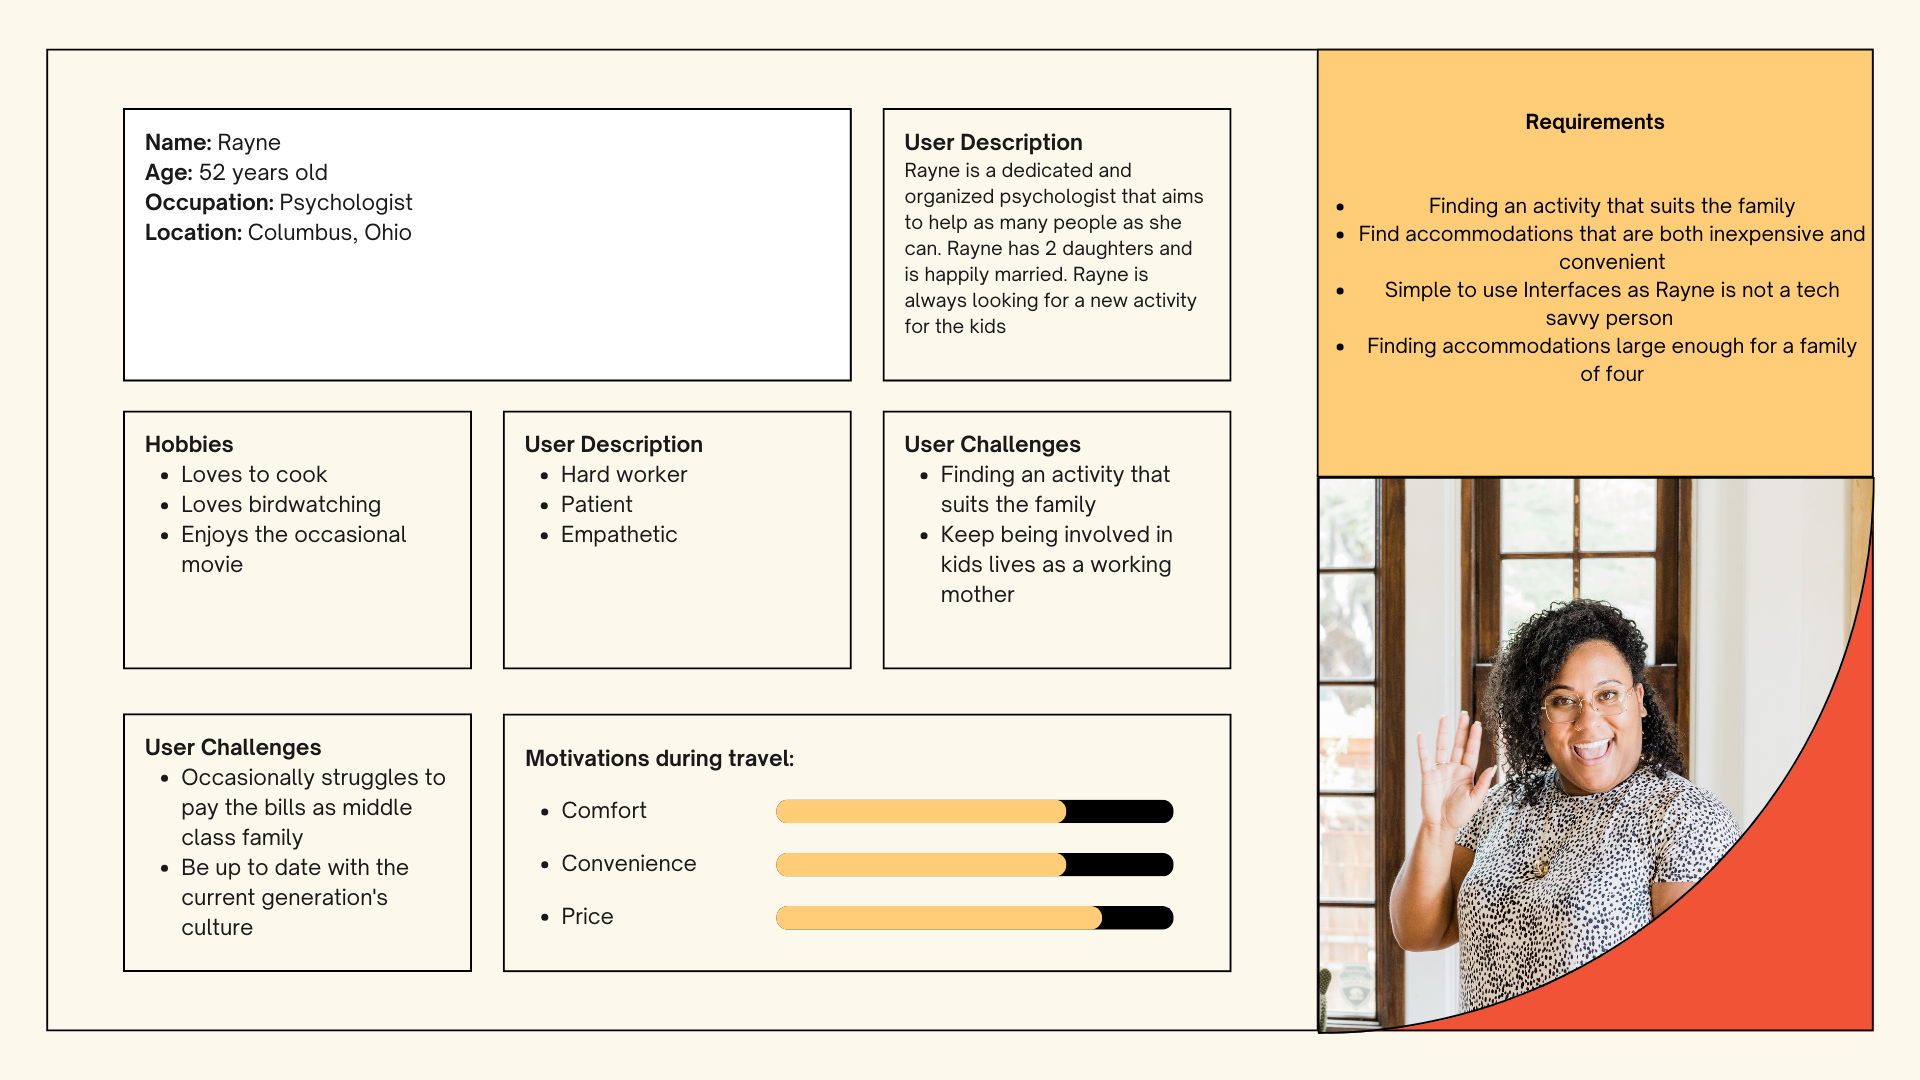 Name: Rayne
Age: 52 years old
Occupation: Psychologist
Location: Columbus, Ohio
User Description
Rayne is a dedicated and
organized psychologist that aims
to help as many people as she
can. Rayne has 2 daughters and
is happily married. Rayne is
always looking for a new activity
for the kids
Hobbies
• Loves to cook
• Loves birdwatching
• Enjoys the occasional
movie
User Description
• Hard worker
• Patient
• Empathetic
User Challenges
• Finding an activity that
suits the family
• Keep being involved in
kids lives as a working
mother
User Challenges
• Occasionally struggles to
pay the bills as middle
class family
• Be up to date with the
current generation's
culture
Motivations during travel:
• Comfort
• Convenience
• Price
Requirements
• Finding an activity that suits the family
• Find accommodations that are both inexpensive and
convenient
• Simple to use Interfaces as Rayne is not a tech
savvy person
• Finding accommodations large enough for a family
of four